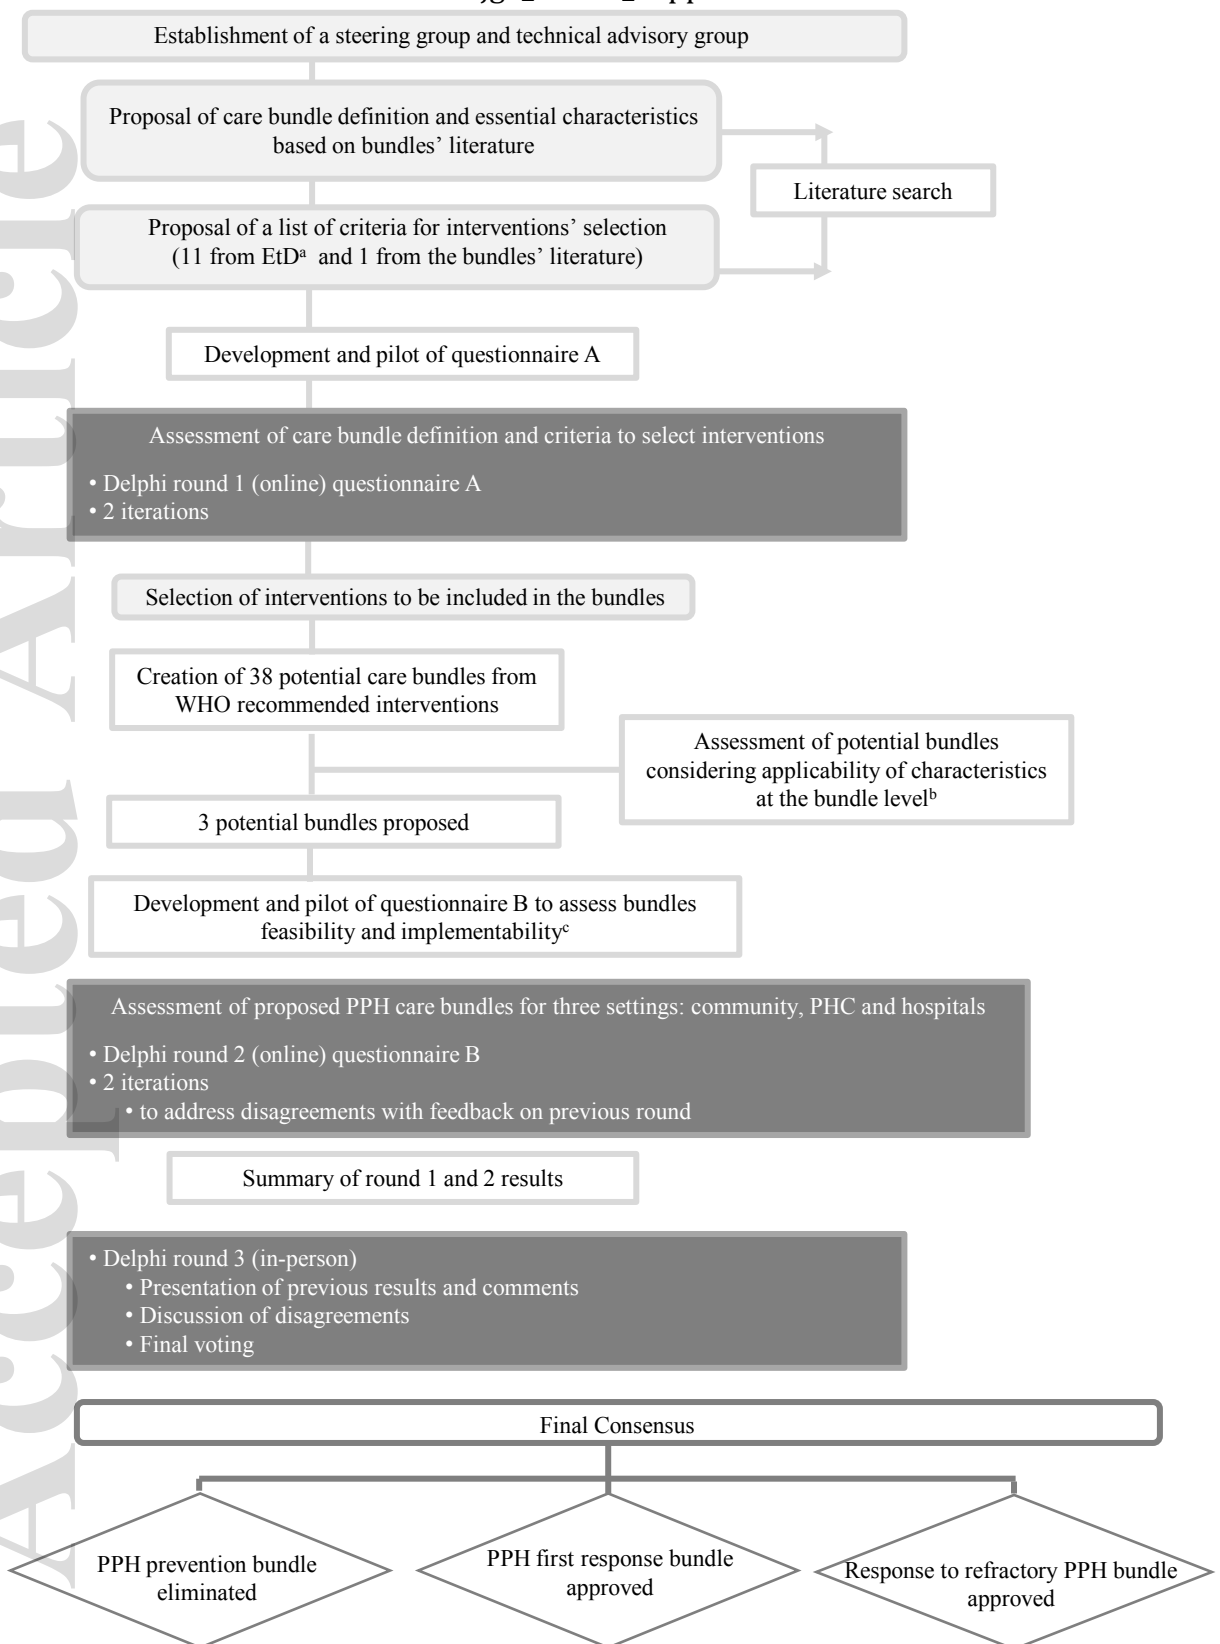 Establishment of a steering group and technical advisory group
Proposal of care bundle definition and essential characteristics
based on bundles’ literature
Literature search
Proposal of a list of criteria for interventions’ selection
(11 from EtDᵃ and 1 from the bundles’ literature)
Development and pilot of questionnaire A
Assessment of care bundle definition and criteria to select interventions
• Delphi round 1 (online) questionnaire A
• 2 iterations
Selection of interventions to be included in the bundles
Creation of 38 potential care bundles from
WHO recommended interventions
Assessment of potential bundles
considering applicability of characteristics
at the bundle levelᵇ
3 potential bundles proposed
Development and pilot of questionnaire B to assess bundles
feasibility and implementabilityᶜ
Assessment of proposed PPH care bundles for three settings: community, PHC and hospitals
• Delphi round 2 (online) questionnaire B
• 2 iterations
• to address disagreements with feedback on previous round
Summary of round 1 and 2 results
• Delphi round 3 (in-person)
• Presentation of previous results and comments
• Discussion of disagreements
• Final voting
Final Consensus
PPH prevention bundle
eliminated
PPH first response bundle
approved
Response to refractory PPH bundle
approved
Accepted Article